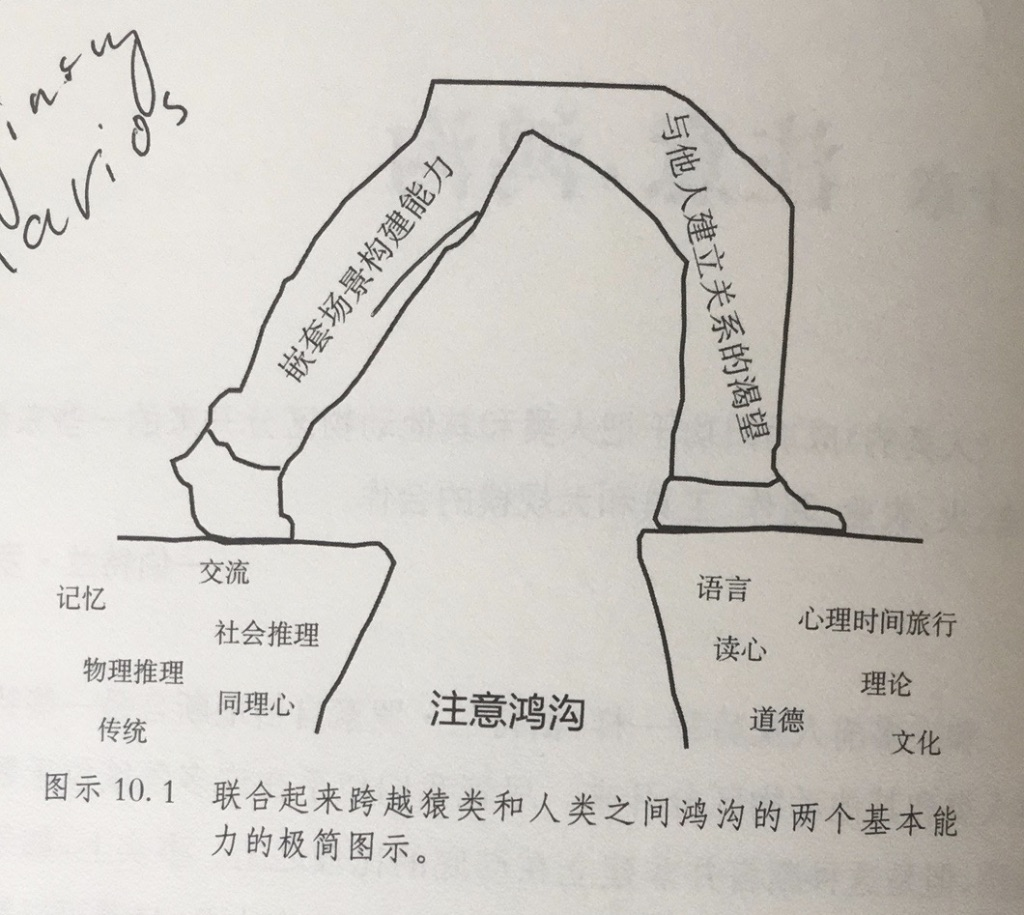 嵌套场景构建能力
与他人建立关系的渴望
交流
记忆
社会推理
物理推理
同理心
传统
语言
心理时间旅行
读心
理论
道德
文化
注意鸿沟
图示 10.1 联合起来跨越猿类和人类之间鸿沟的两个基本能
力的极简图示。